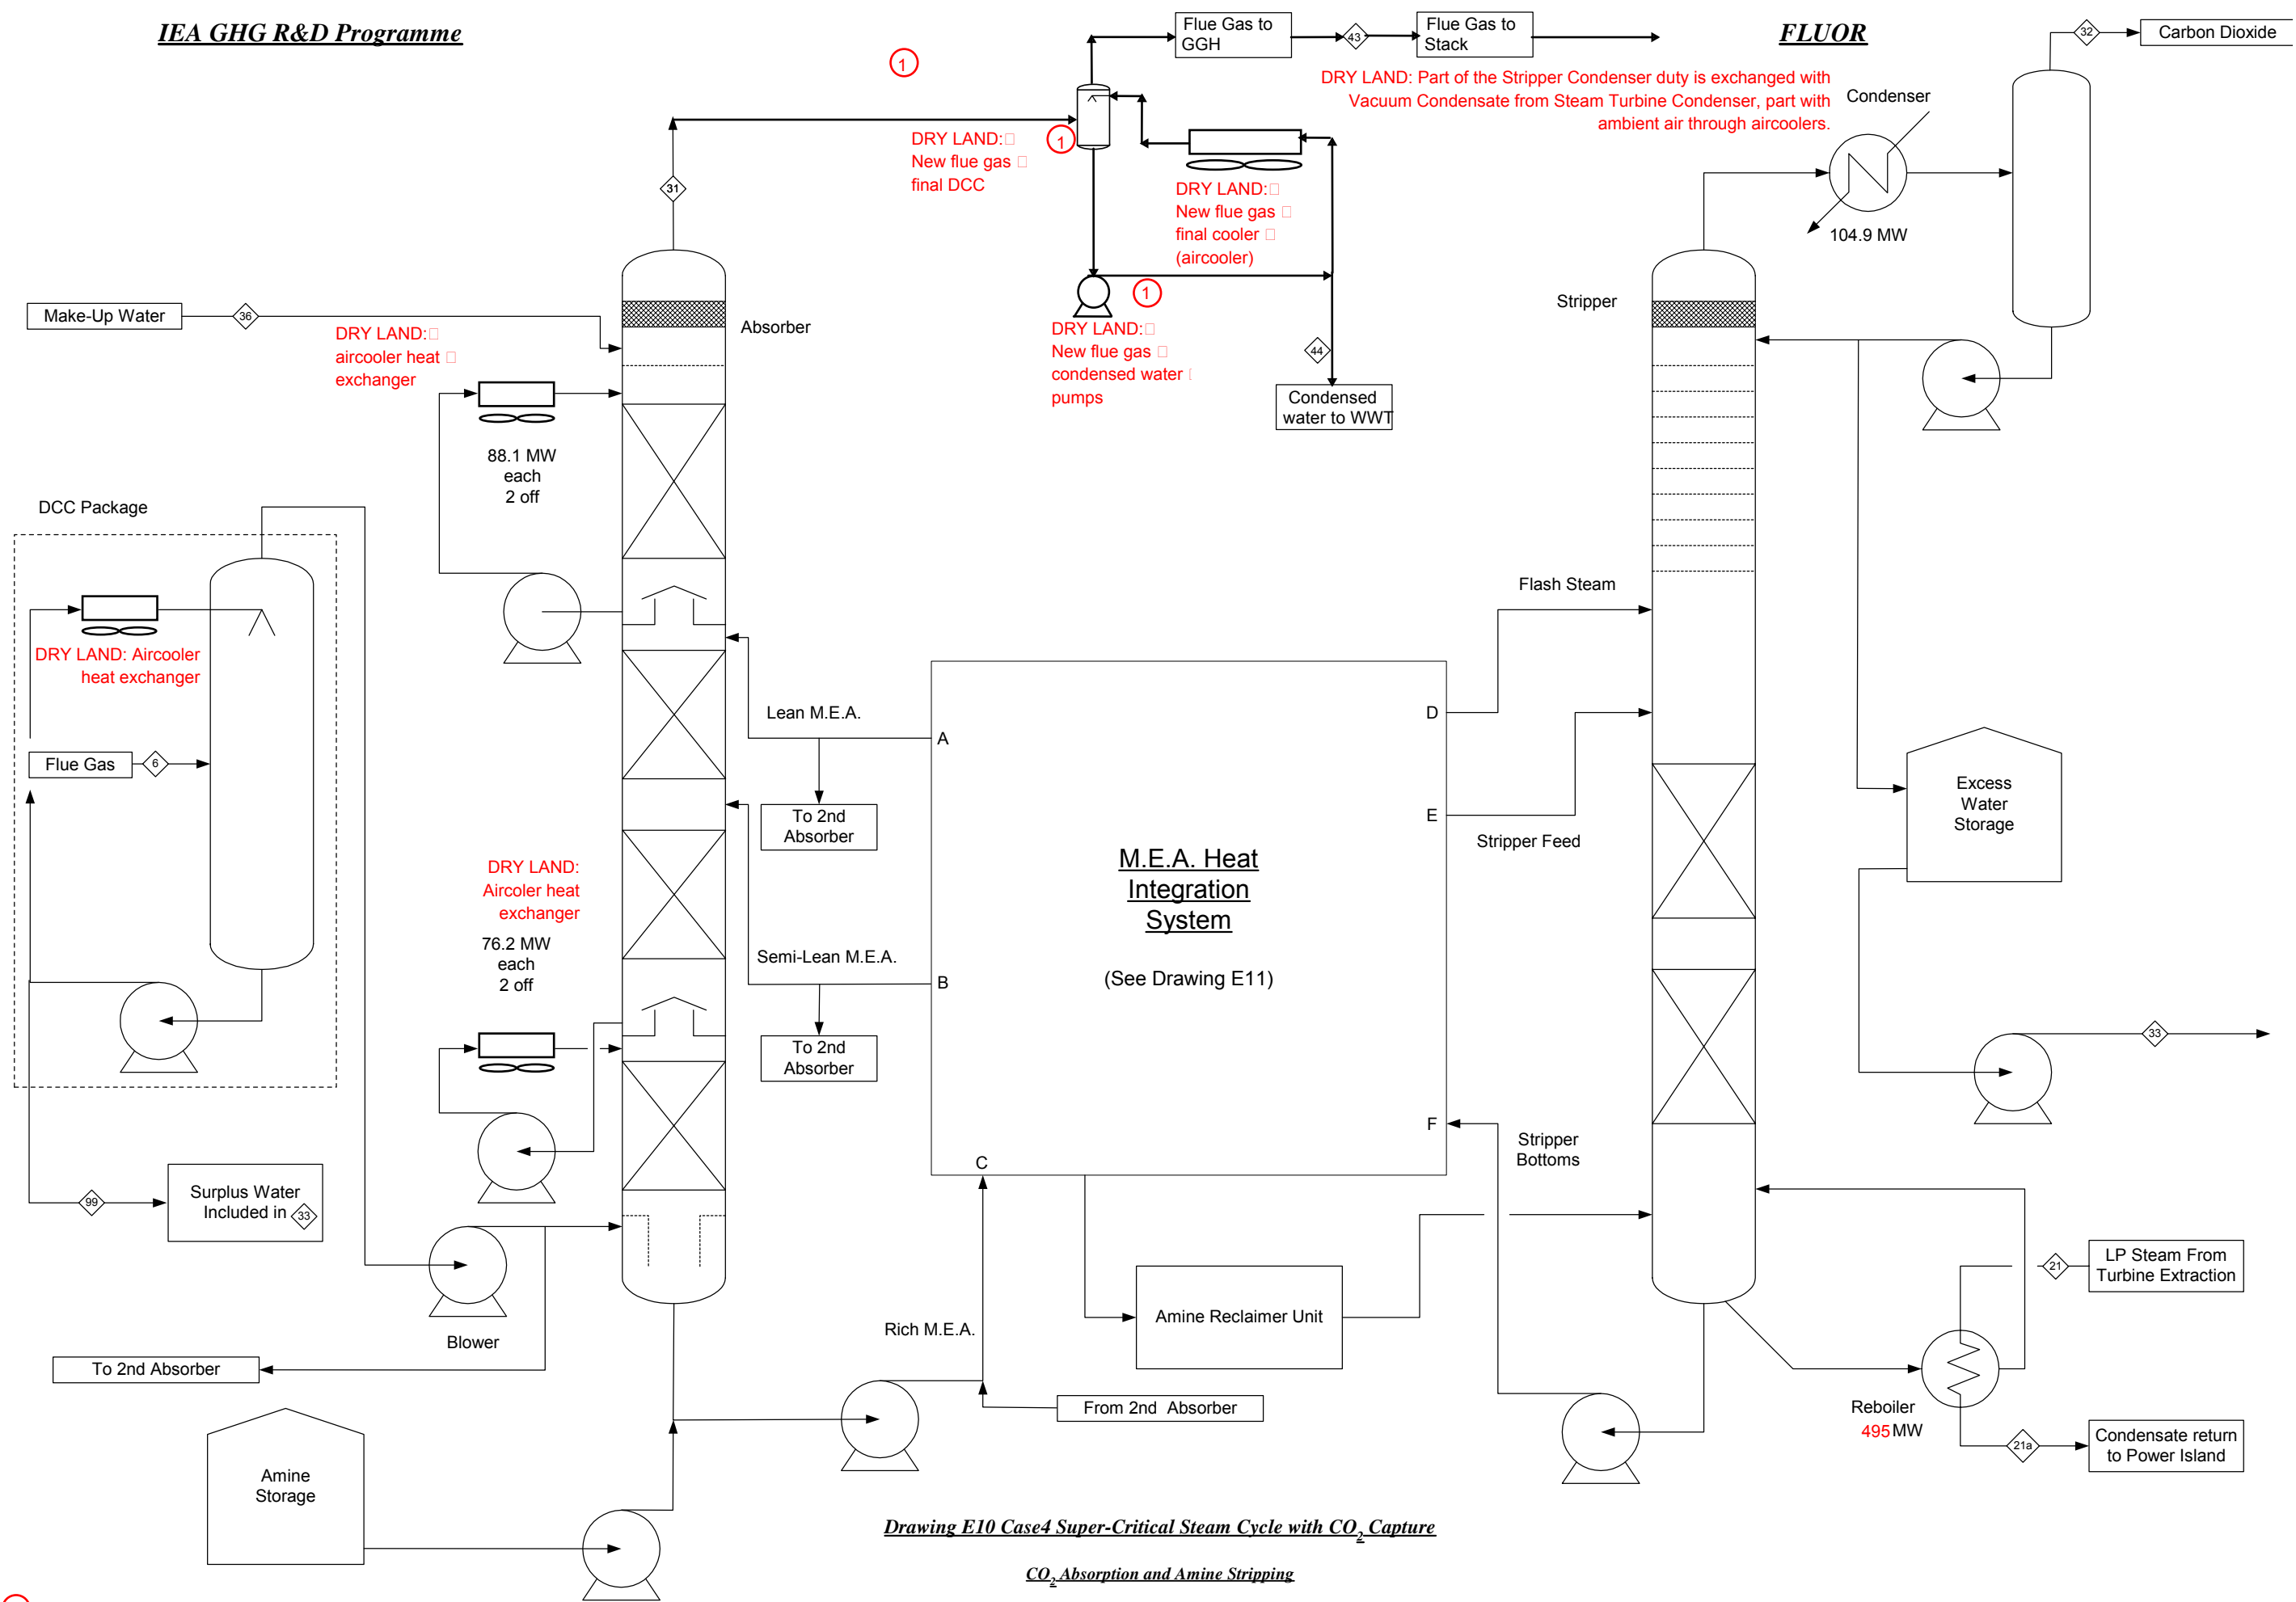 IEA GHG R&D Programme
FLUOR
Flue Gas to
GGH
43
Flue Gas to
Stack
32
Carbon Dioxide
1
DRY LAND: Part of the Stripper Condenser duty is exchanged with
Vacuum Condensate from Steam Turbine Condenser, part with
ambient air through aircoolers.
Condenser
104.9 MW
DRY LAND:
New flue gas
final DCC
1
31
DRY LAND:
New flue gas
final cooler
(aircooler)
1
DRY LAND:
New flue gas
condensed water
pumps
44
Condensed
water to WWT
Make-Up Water
36
DRY LAND:
aircooler heat
exchanger
Absorber
Stripper
88.1 MW
each
2 off
DCC Package
DRY LAND: Aircooler
heat exchanger
Flue Gas
6
Flash Steam
Lean M.E.A.
A
D
To 2nd
Absorber
E
Stripper Feed
Excess
Water
Storage
M.E.A. Heat
Integration
System
(See Drawing E11)
DRY LAND:
Aircoler heat
exchanger
76.2 MW
each
2 off
Semi-Lean M.E.A.
B
To 2nd
Absorber
33
F
C
Stripper
Bottoms
99
Surplus Water
Included in 33
Blower
To 2nd Absorber
Rich M.E.A.
Amine Reclaimer Unit
From 2nd Absorber
21
LP Steam From
Turbine Extraction
Reboiler
495 MW
21a
Condensate return
to Power Island
Amine
Storage
Drawing E10 Case4 Super-Critical Steam Cycle with CO2 Capture
CO2 Absorption and Amine Stripping